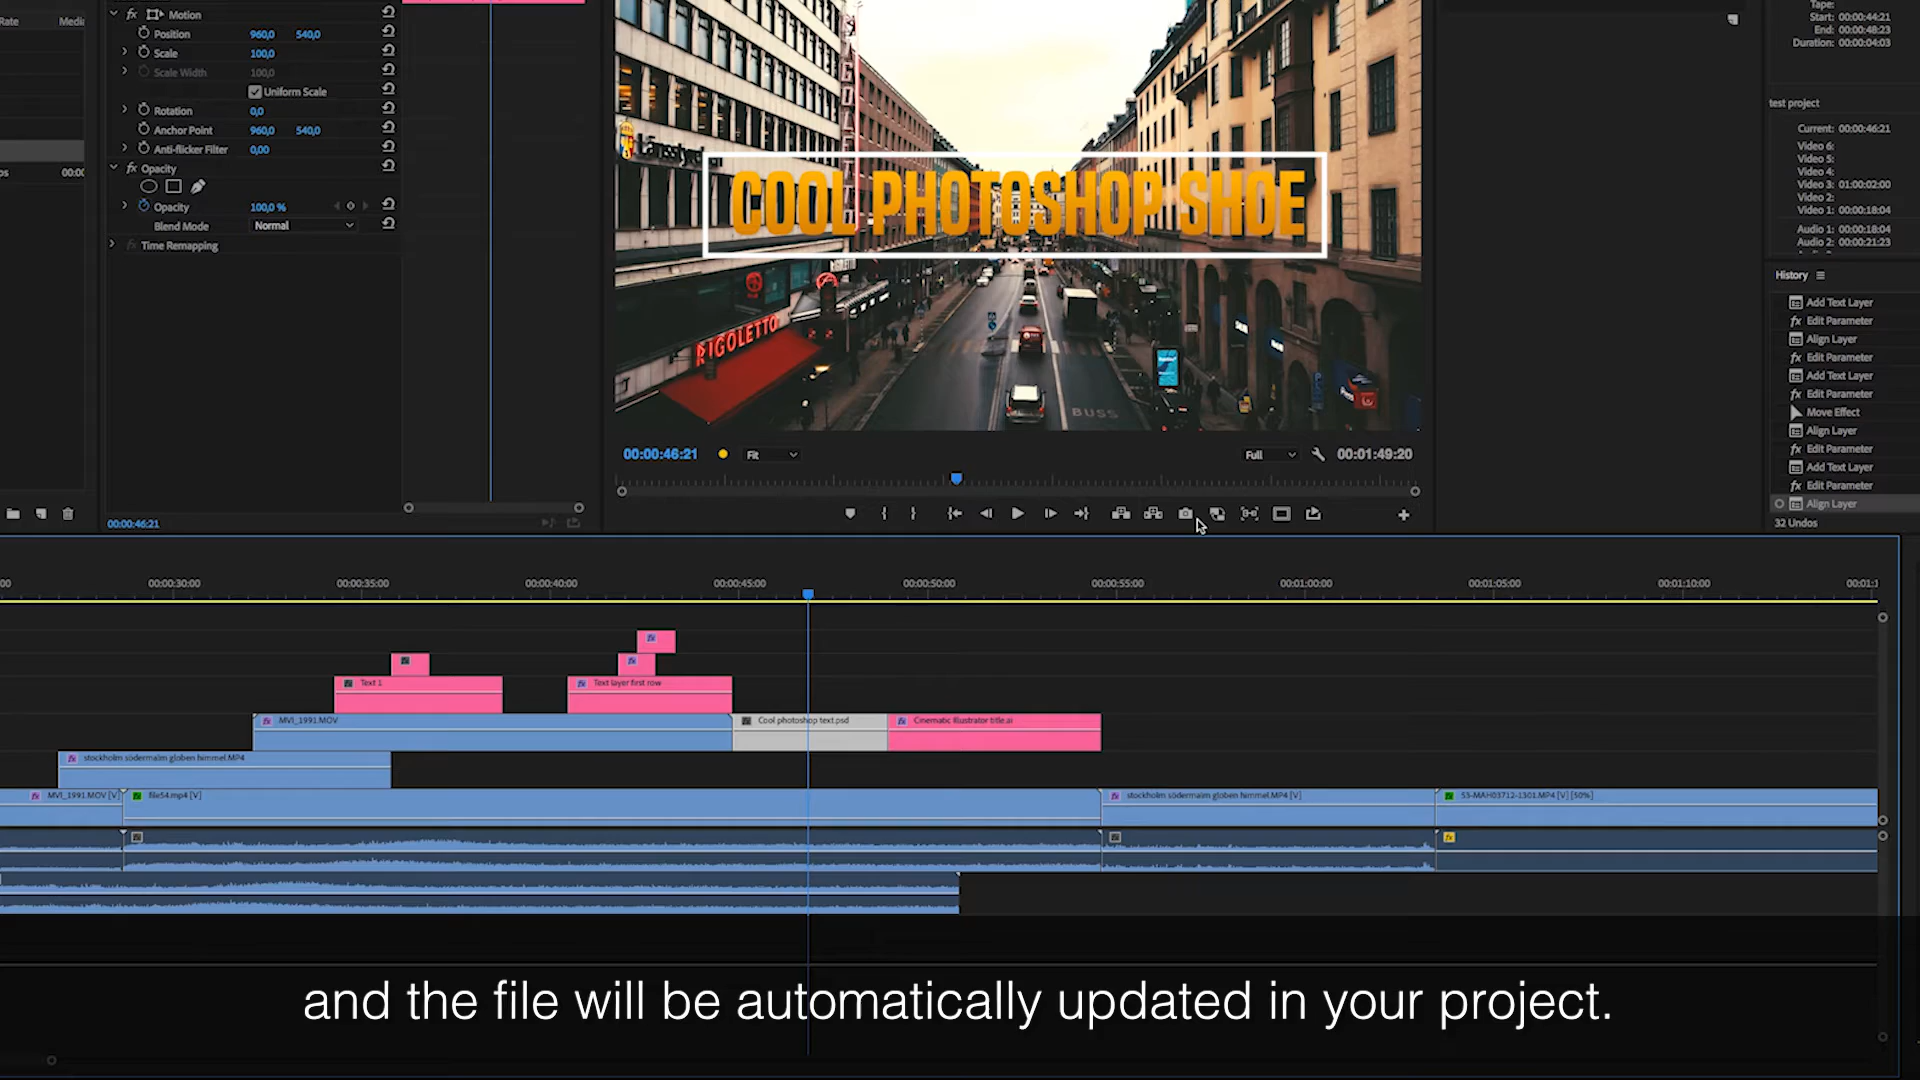 Rate
Media
Motion
Position 960,0 540,0
Scale 100,0
Scale Width 100,0
Uniform Scale
Rotation 0,0
Anchor Point 960,0 540,0
Anti-flicker Filter 0,00
fx Opacity
Opacity 100,0 %
Blend Mode Normal
Time Remapping
00:00:46:21
COOL PHOTOSHOP SHOE
RIGOLETTO
BUSS
00:00:46:21 Fit Full 00:01:49:20
Tape:
Start: 00:00:44:21
End: 00:00:48:23
Duration: 00:00:04:03
test project
Current: 00:00:46:21
Video 6:
Video 5:
Video 4:
Video 3: 01:00:02:00
Video 2:
Video 1: 00:00:18:04
Audio 1: 00:00:18:04
Audio 2: 00:00:21:23
History
Add Text Layer
fx Edit Parameter
Align Layer
fx Edit Parameter
Add Text Layer
fx Edit Parameter
Move Effect
Align Layer
fx Edit Parameter
Add Text Layer
fx Edit Parameter
Align Layer
32 Undos
00:00:30:00 00:00:35:00 00:00:40:00 00:00:45:00 00:00:50:00 00:00:55:00 00:01:00:00 00:01:05:00 00:01:10:00 00:01:1
Text 1
Text layer first row
MVI_1991.MOV
Cool photoshop text.psd
Cinematic illustrator title.ai
stockholm södermalm globen himmel.MP4
MVI_1991.MOV [V]
file54.mp4 [V]
stockholm södermalm globen himmel.MP4 [V]
53-MAH03712-1301.MP4 [V] [50%]
and the file will be automatically updated in your project.